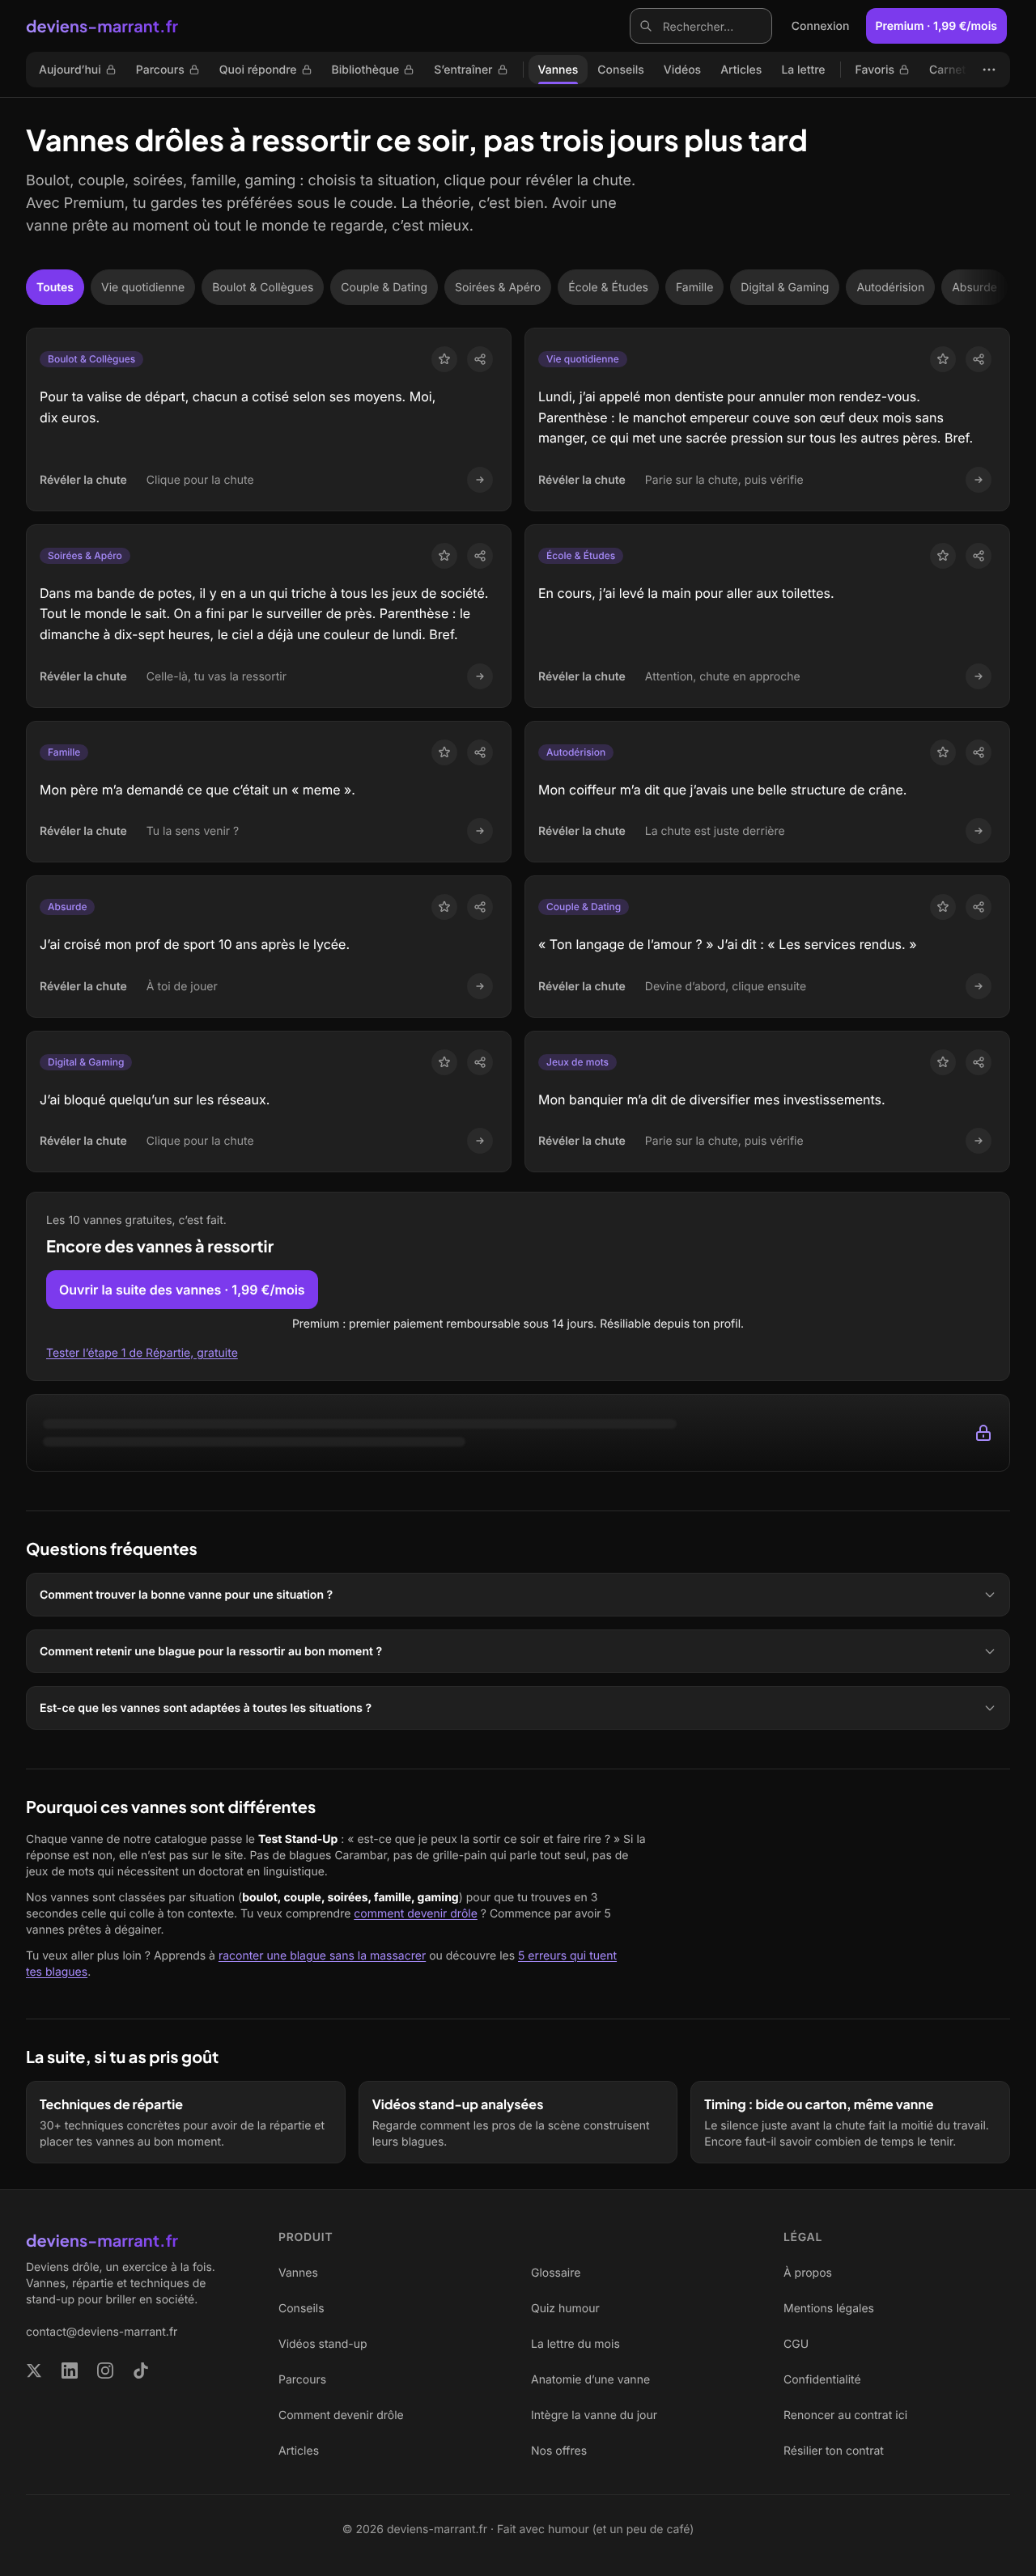 deviens-marrant.fr
Rechercher...
Connexion
Premium · 1,99 €/mois
Aujourd’hui
Parcours
Quoi répondre
Bibliothèque
S’entraîner
Vannes
Conseils
Vidéos
Articles
La lettre
Favoris
Carnet
Vannes drôles à ressortir ce soir, pas trois jours plus tard
Boulot, couple, soirées, famille, gaming : choisis ta situation, clique pour révéler la chute.
Avec Premium, tu gardes tes préférées sous le coude. La théorie, c’est bien. Avoir une
vanne prête au moment où tout le monde te regarde, c’est mieux.
Toutes
Vie quotidienne
Boulot & Collègues
Couple & Dating
Soirées & Apéro
École & Études
Famille
Digital & Gaming
Autodérision
Absurde
Boulot & Collègues
Pour ta valise de départ, chacun a cotisé selon ses moyens. Moi,
dix euros.
Révéler la chute
Clique pour la chute
Vie quotidienne
Lundi, j’ai appelé mon dentiste pour annuler mon rendez-vous.
Parenthèse : le manchot empereur couve son œuf deux mois sans
manger, ce qui met une sacrée pression sur tous les autres pères. Bref.
Révéler la chute
Parie sur la chute, puis vérifie
Soirées & Apéro
Dans ma bande de potes, il y en a un qui triche à tous les jeux de société.
Tout le monde le sait. On a fini par le surveiller de près. Parenthèse : le
dimanche à dix-sept heures, le ciel a déjà une couleur de lundi. Bref.
Révéler la chute
Celle-là, tu vas la ressortir
École & Études
En cours, j’ai levé la main pour aller aux toilettes.
Révéler la chute
Attention, chute en approche
Famille
Mon père m’a demandé ce que c’était un « meme ».
Révéler la chute
Tu la sens venir ?
Autodérision
Mon coiffeur m’a dit que j’avais une belle structure de crâne.
Révéler la chute
La chute est juste derrière
Absurde
J’ai croisé mon prof de sport 10 ans après le lycée.
Révéler la chute
À toi de jouer
Couple & Dating
« Ton langage de l’amour ? » J’ai dit : « Les services rendus. »
Révéler la chute
Devine d’abord, clique ensuite
Digital & Gaming
J’ai bloqué quelqu’un sur les réseaux.
Révéler la chute
Clique pour la chute
Jeux de mots
Mon banquier m’a dit de diversifier mes investissements.
Révéler la chute
Parie sur la chute, puis vérifie
Les 10 vannes gratuites, c’est fait.
Encore des vannes à ressortir
Ouvrir la suite des vannes · 1,99 €/mois
Premium : premier paiement remboursable sous 14 jours. Résiliable depuis ton profil.
Tester l’étape 1 de Répartie, gratuite
Questions fréquentes
Comment trouver la bonne vanne pour une situation ?
Comment retenir une blague pour la ressortir au bon moment ?
Est-ce que les vannes sont adaptées à toutes les situations ?
Pourquoi ces vannes sont différentes
Chaque vanne de notre catalogue passe le Test Stand-Up : « est-ce que je peux la sortir ce soir et faire rire ? » Si la
réponse est non, elle n’est pas sur le site. Pas de blagues Carambar, pas de grille-pain qui parle tout seul, pas de
jeux de mots qui nécessitent un doctorat en linguistique.
Nos vannes sont classées par situation (boulot, couple, soirées, famille, gaming) pour que tu trouves en 3
secondes celle qui colle à ton contexte. Tu veux comprendre comment devenir drôle ? Commence par avoir 5
vannes prêtes à dégainer.
Tu veux aller plus loin ? Apprends à raconter une blague sans la massacrer ou découvre les 5 erreurs qui tuent
tes blagues.
La suite, si tu as pris goût
Techniques de répartie
30+ techniques concrètes pour avoir de la répartie et
placer tes vannes au bon moment.
Vidéos stand-up analysées
Regarde comment les pros de la scène construisent
leurs blagues.
Timing : bide ou carton, même vanne
Le silence juste avant la chute fait la moitié du travail.
Encore faut-il savoir combien de temps le tenir.
deviens-marrant.fr
Deviens drôle, un exercice à la fois.
Vannes, répartie et techniques de
stand-up pour briller en société.
contact@deviens-marrant.fr
PRODUIT
Vannes
Conseils
Vidéos stand-up
Parcours
Comment devenir drôle
Articles
Glossaire
Quiz humour
La lettre du mois
Anatomie d’une vanne
Intègre la vanne du jour
Nos offres
LÉGAL
À propos
Mentions légales
CGU
Confidentialité
Renoncer au contrat ici
Résilier ton contrat
© 2026 deviens-marrant.fr · Fait avec humour (et un peu de café)